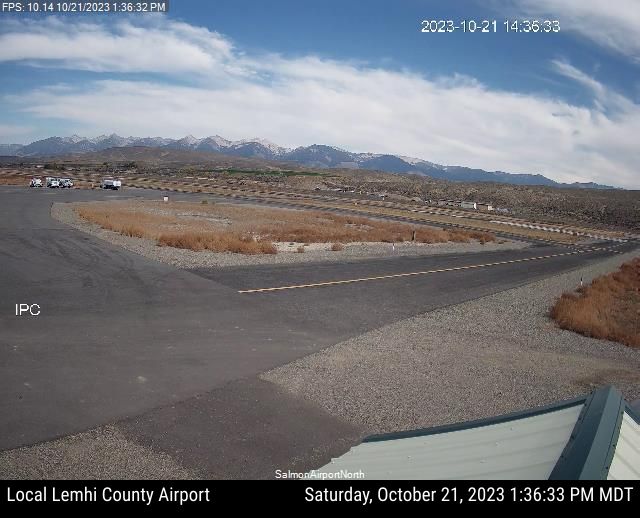 FPS: 10.14 10/21/2023 1:36:32 PM
2023-10-21 14:36:33
IPC
SalmonAirportNorth
Local Lemhi County Airport
Saturday, October 21, 2023 1:36:33 PM MDT